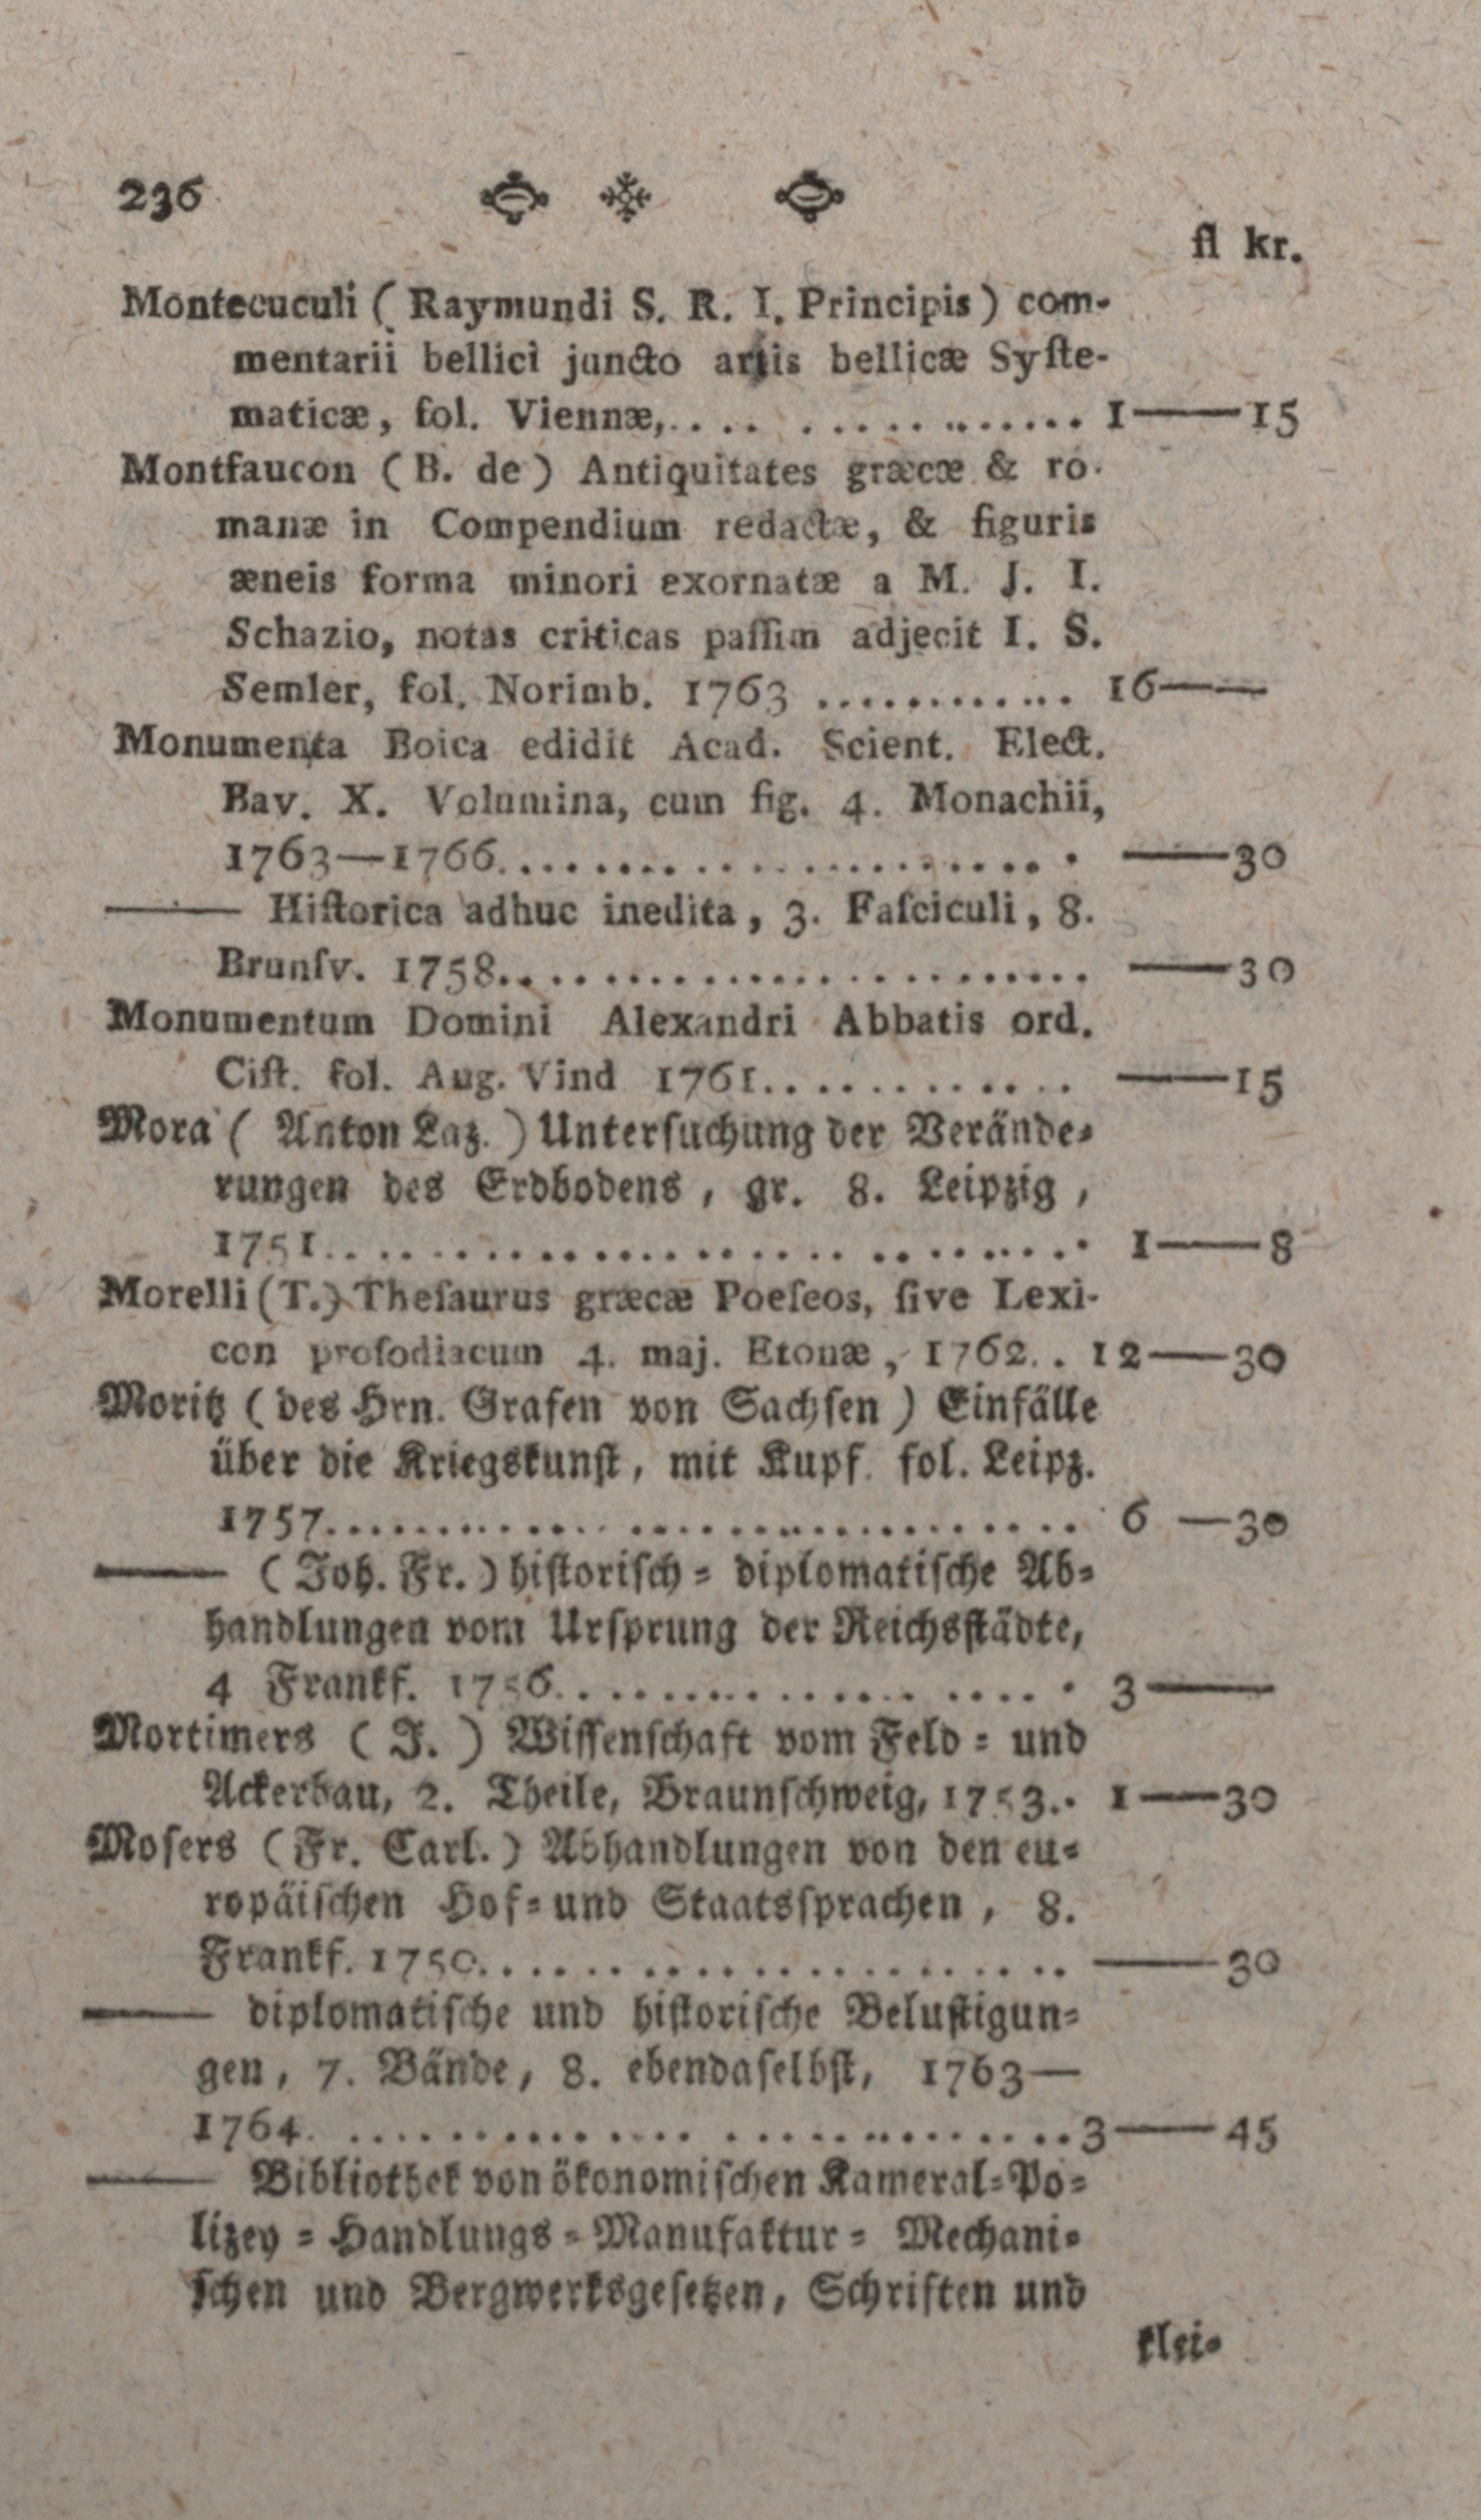 236
fl kr.
Montecuculi ( Raymundi S. R. I. Principis ) com-
mentarii bellici juncto artis bellicæ Syſte-
maticæ, fol. Viennæ,.... ............ 1——15
Montfaucon ( B. de ) Antiquitates græcæ & ro-
manæ in Compendium redactæ, & figuris
æneis forma minori exornatæ a M. J. I.
Schazio, notas criticas paſſim adjecit I. S.
Semler, fol. Norimb. 1763 ............ 16——
Monumenta Boica edidit Acad. Scient. Elect.
Bav. X. Volumina, cum fig. 4. Monachii,
1763—1766...................... ——30
—— Hiſtorica adhuc inedita, 3. Faſciculi, 8.
Brunſv. 1758....................... ——30
Monumentum Domini Alexandri Abbatis ord.
Ciſt. fol. Aug. Vind 1761............. ——15
Mora ( Anton Laz. ) Unterſuchung der Verände-
rungen des Erdbodens, gr. 8. Leipzig,
1751............................. 1——8
Morelli (T.) Theſaurus græcæ Poeſeos, ſive Lexi-
con proſodiacum 4. maj. Etonæ, 1762.. 12——30
Moritz ( des Hrn. Grafen von Sachſen ) Einfälle
über die Kriegskunſt, mit Kupf. fol. Leipz.
1757.............................. 6 —30
—— ( Joh. Fr. ) hiſtoriſch-diplomatiſche Ab-
handlungen vom Urſprung der Reichsſtädte,
4 Frankf. 1756................... 3——
Mortimers ( J. ) Wiſſenſchaft vom Feld- und
Ackerbau, 2. Theile, Braunſchweig, 1753.. 1——30
Moſers ( Fr. Carl. ) Abhandlungen von den eu-
ropäiſchen Hof-und Staatsſprachen, 8.
Frankf. 1750...................... ——30
—— diplomatiſche und hiſtoriſche Beluſtigun-
gen, 7. Bände, 8. ebendaſelbſt, 1763—
1764. ...........................3——45
—— Bibliothek von ökonomiſchen Kameral-Po-
lizey-Handlungs-Manufaktur-Mechani-
ſchen und Bergwerksgeſetzen, Schriften und
klei-